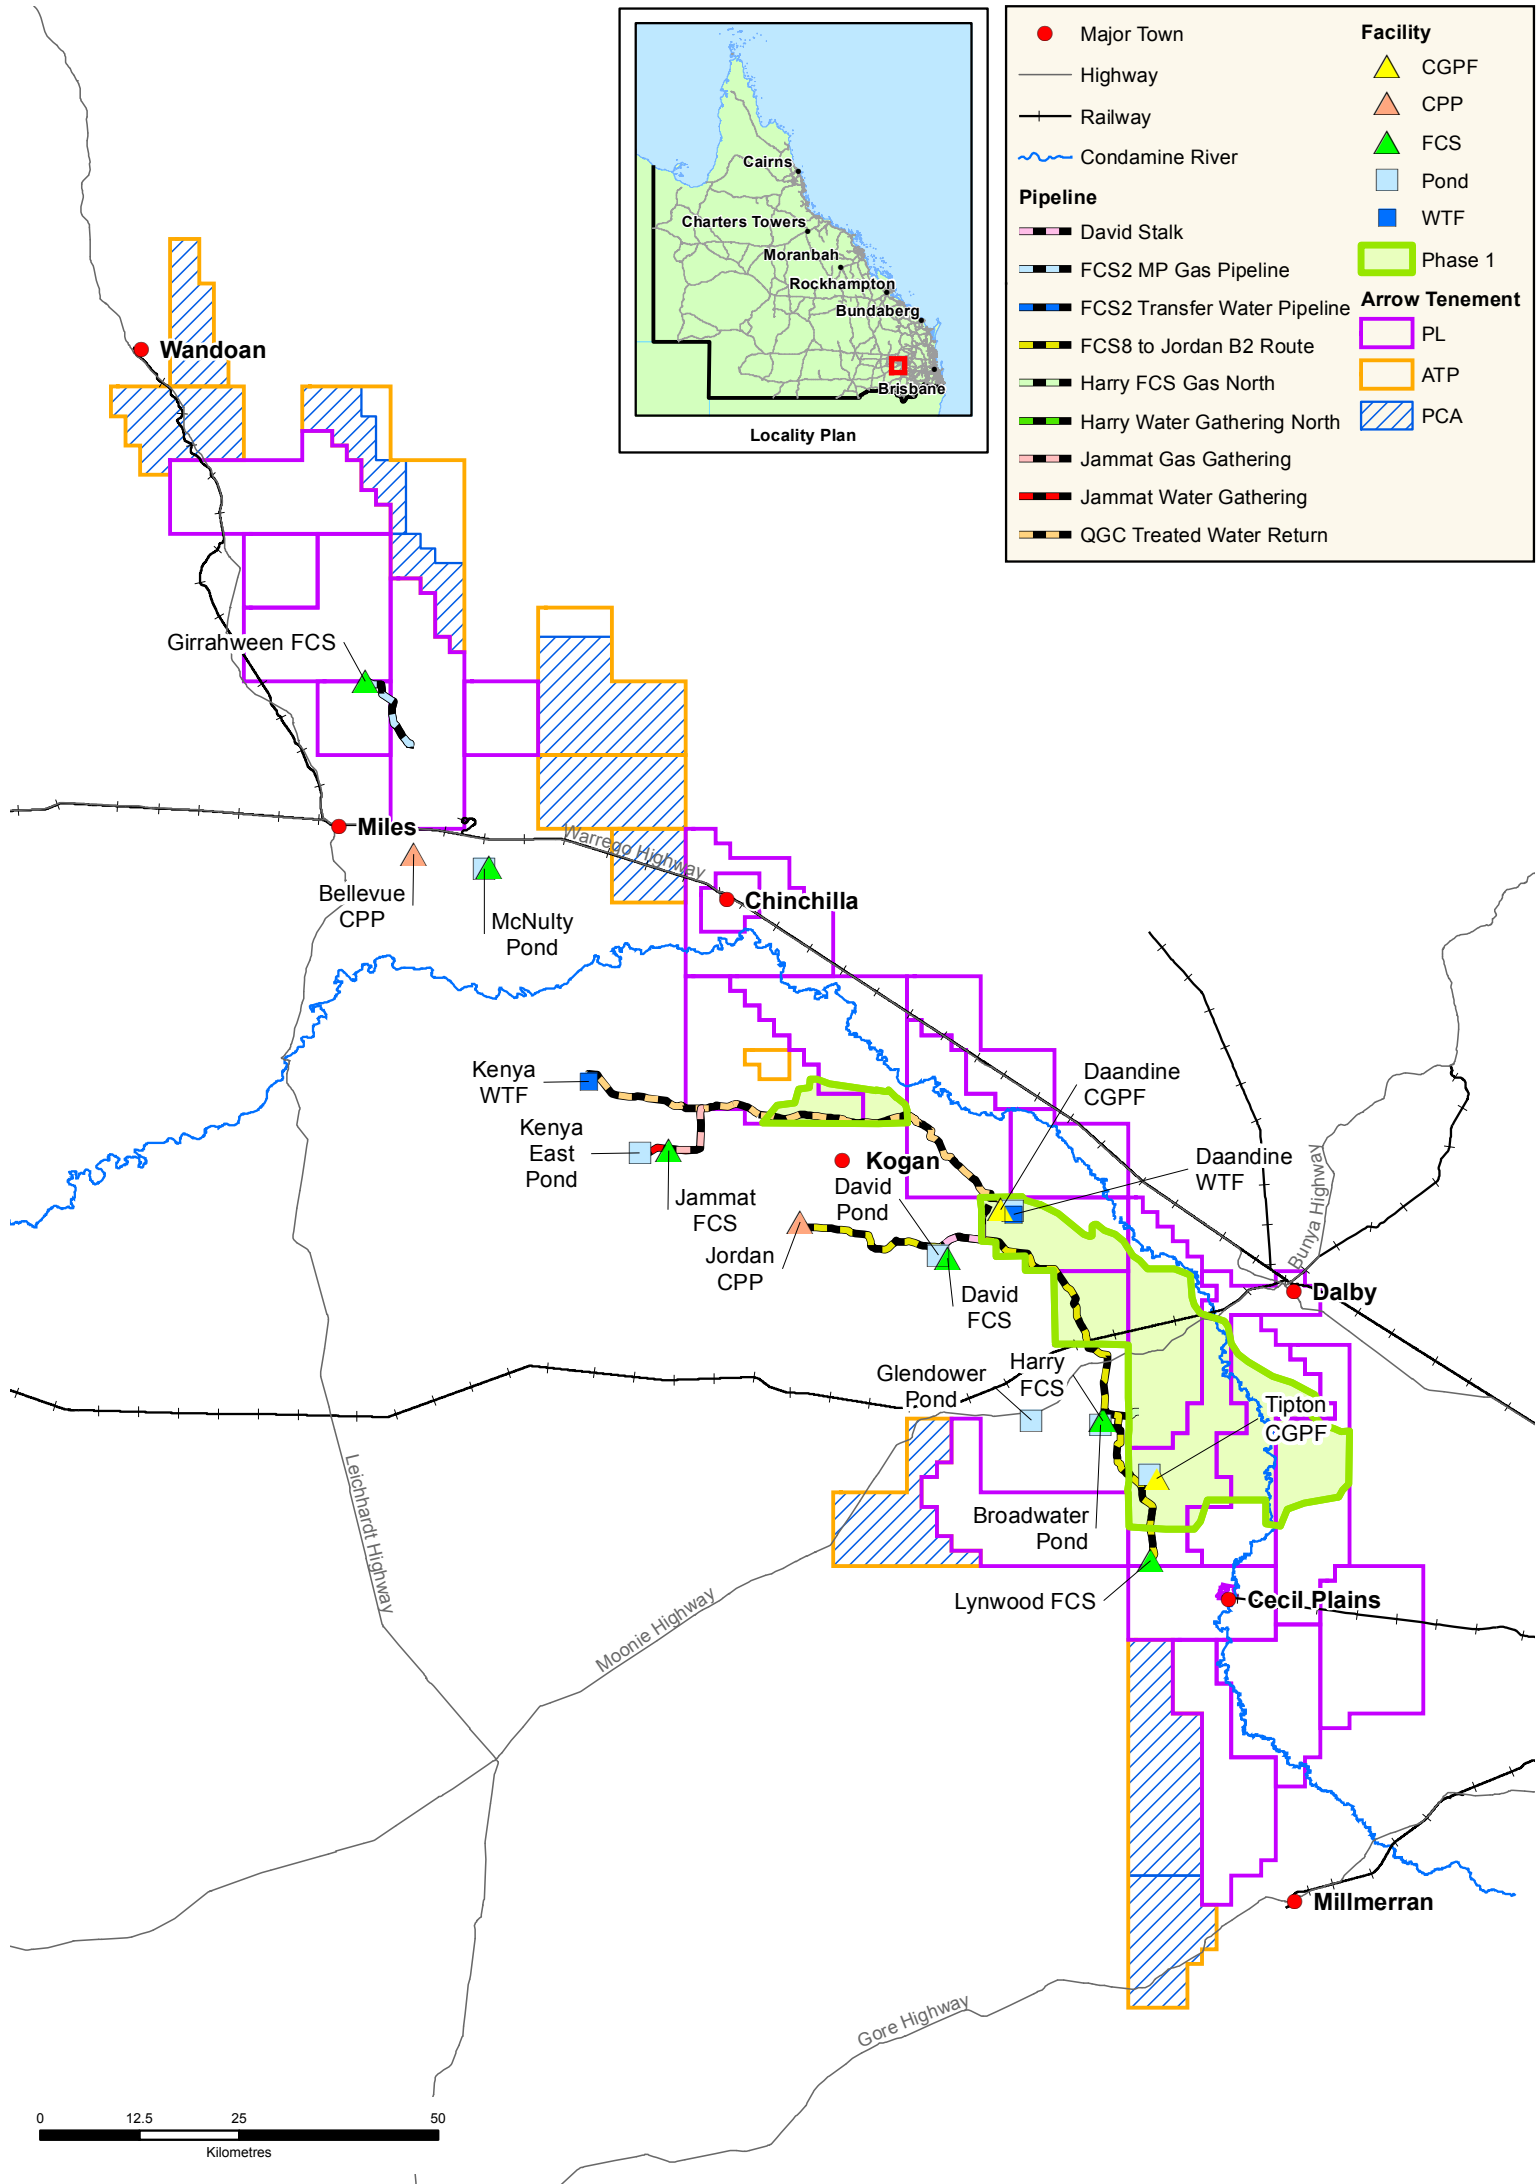 Cairns
Charters Towers
Moranbah
Rockhampton
Bundaberg
Brisbane
Locality Plan
Major Town
Highway
Railway
Condamine River
Pipeline
David Stalk
FCS2 MP Gas Pipeline
FCS2 Transfer Water Pipeline
FCS8 to Jordan B2 Route
Harry FCS Gas North
Harry Water Gathering North
Jammat Gas Gathering
Jammat Water Gathering
QGC Treated Water Return
Facility
CGPF
CPP
FCS
Pond
WTF
Phase 1
Arrow Tenement
PL
ATP
PCA
Wandoan
Girrahween FCS
Miles
Warrego Highway
Bellevue
CPP
McNulty
Pond
Chinchilla
Kenya
WTF
Kenya
East
Pond
Jammat
FCS
Kogan
David
Pond
Daandine
CGPF
Daandine
WTF
Bunya Highway
Jordan
CPP
David
FCS
Dalby
Glendower
Pond
Harry
FCS
Tipton
CGPF
Broadwater
Pond
Leichhardt Highway
Lynwood FCS
Cecil Plains
Moonie Highway
Millmerran
Gore Highway
0
12.5
25
50
Kilometres